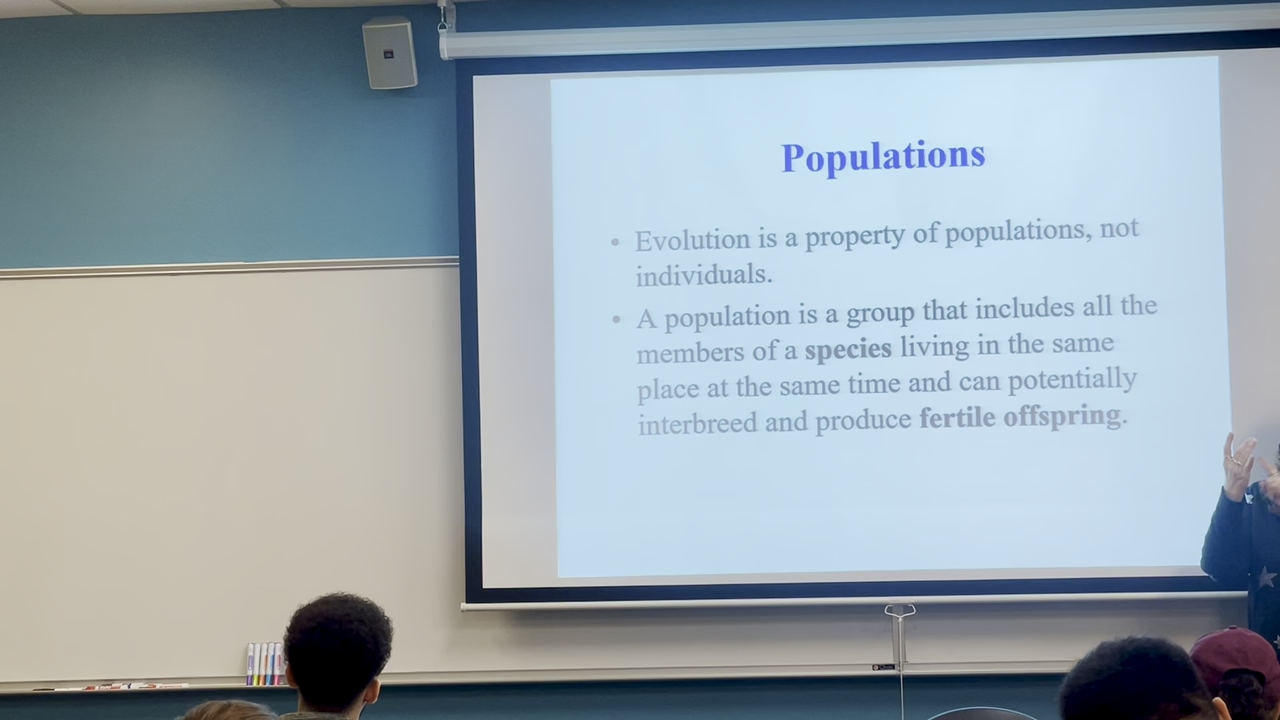 Populations
• Evolution is a property of populations, not
individuals.
• A population is a group that includes all the
members of a species living in the same
place at the same time and can potentially
interbreed and produce fertile offspring.